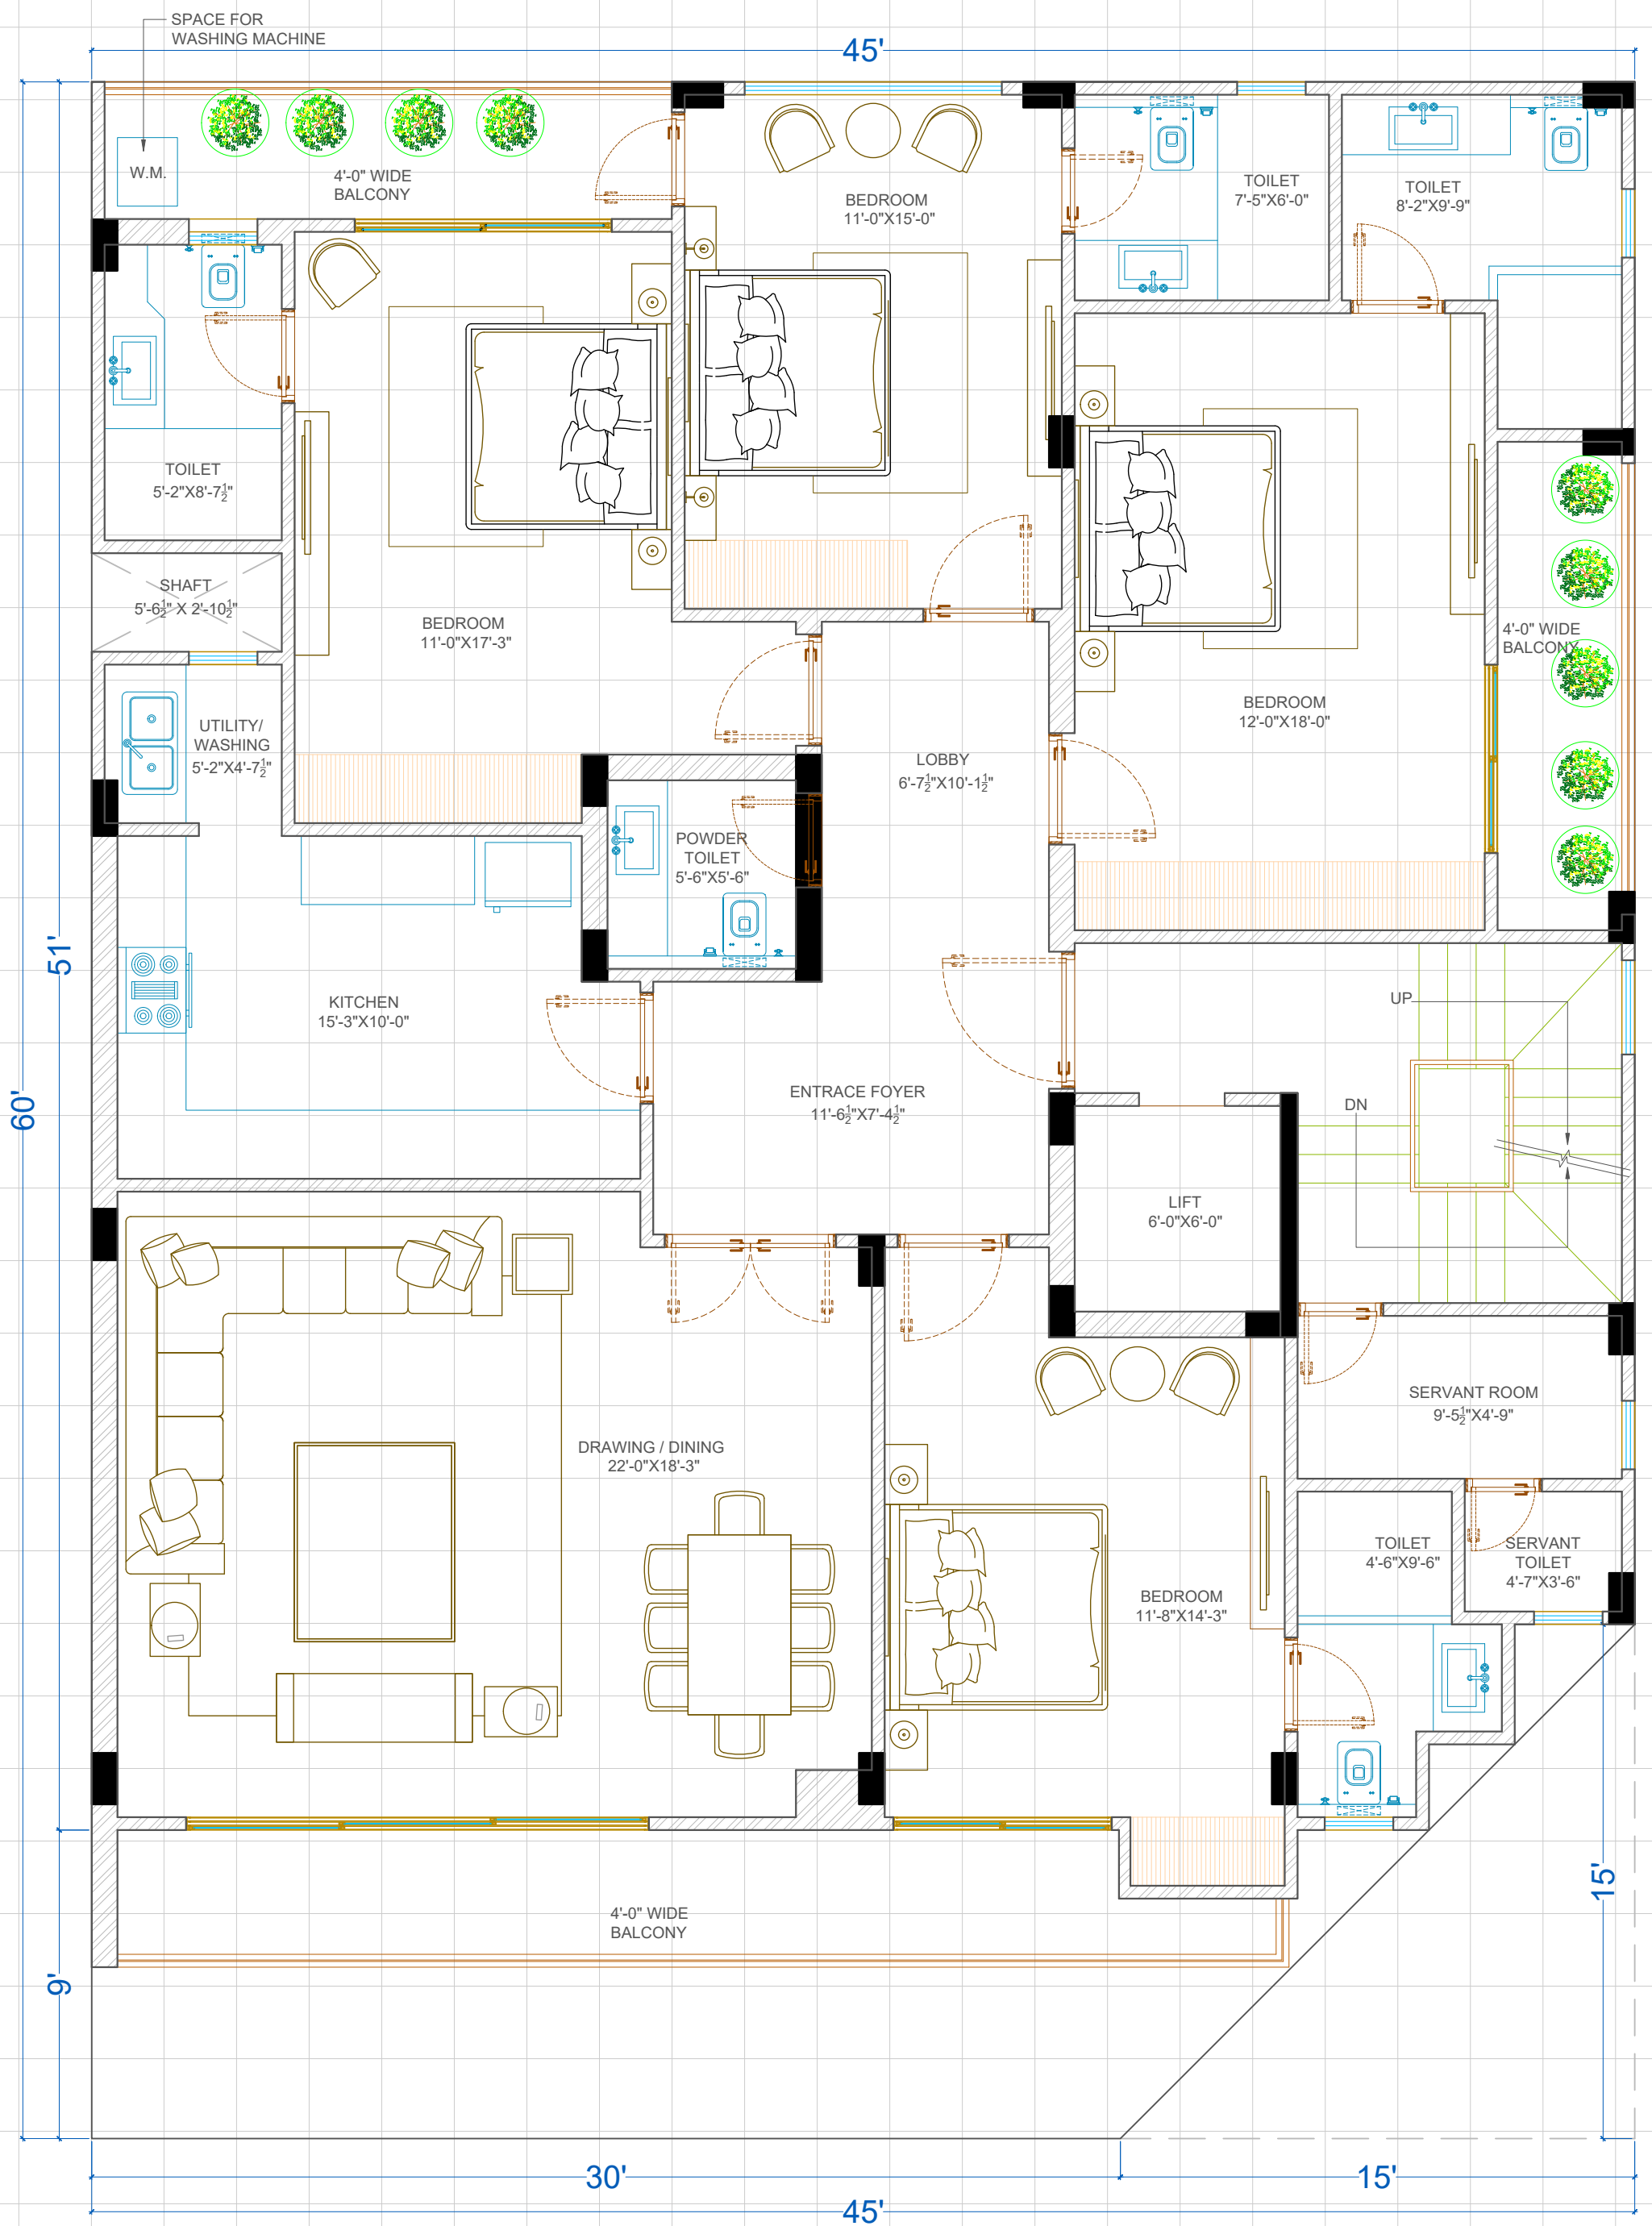 SPACE FOR
WASHING MACHINE
45'
W.M.
4'-0" WIDE
BALCONY
BEDROOM
11'-0"X15'-0"
TOILET
7'-5"X6'-0"
TOILET
8'-2"X9'-9"
TOILET
5'-2"X8'-7½"
SHAFT
5'-6½" X 2'-10½"
BEDROOM
11'-0"X17'-3"
4'-0" WIDE
BALCONY
UTILITY/
WASHING
5'-2"X4'-7½"
BEDROOM
12'-0"X18'-0"
LOBBY
6'-7½"X10'-1½"
POWDER
TOILET
5'-6"X5'-6"
51'
KITCHEN
15'-3"X10'-0"
UP
60'
ENTRACE FOYER
11'-6½"X7'-4½"
DN
LIFT
6'-0"X6'-0"
SERVANT ROOM
9'-5½"X4'-9"
DRAWING / DINING
22'-0"X18'-3"
TOILET
4'-6"X9'-6"
SERVANT
TOILET
4'-7"X3'-6"
BEDROOM
11'-8"X14'-3"
15'
4'-0" WIDE
BALCONY
9'
30'
15'
45'